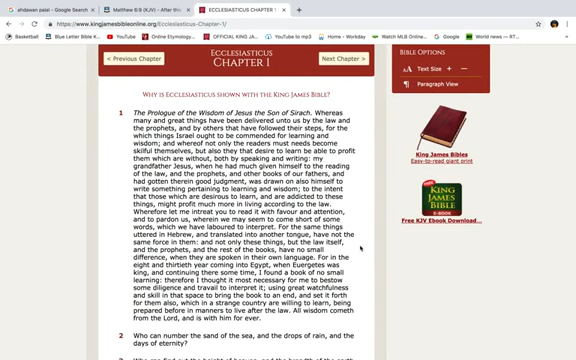 ahdawan palal - Google Search
Matthew 6:9 (KJV) - After this
ECCLESIASTICUS CHAPTER 1
https://www.kingjamesbibleonline.org/Ecclesiasticus-Chapter-1/
Basketball
Blue Letter Bible
Online Etymology
OFFICIAL KING JA
YouTube to mp3
Home - Workday
Watch MLB Online
Google
news — RT
< Previous Chapter
Ecclesiasticus
Chapter 1
Next Chapter >
Bible Options
AA Text Size + −
¶ Paragraph View
Why is Ecclesiasticus shown with the King James Bible?
1 The Prologue of the Wisdom of Jesus the Son of Sirach. Whereas
many and great things have been delivered unto us by the law and
the prophets, and by others that have followed their steps, for the
which things Israel ought to be commended for learning and
wisdom; and whereof not only the readers must needs become
skilful themselves, but also they that desire to learn be able to profit
them which are without, both by speaking and writing: my
grandfather Jesus, when he had much given himself to the reading
of the law, and the prophets, and other books of our fathers, and
had gotten therein good judgment, was drawn on also himself to
write something pertaining to learning and wisdom; to the intent
that those which are desirous to learn, and are addicted to these
things, might profit much more in living according to the law.
Wherefore let me intreat you to read it with favour and attention,
and to pardon us, wherein we may seem to come short of some
words, which we have laboured to interpret. For the same things
uttered in Hebrew, and translated into another tongue, have not the
same force in them: and not only these things, but the law itself,
and the prophets, and the rest of the books, have no small
difference, when they are spoken in their own language. For in the
eight and thirtieth year coming into Egypt, when Euergetes was
king, and continuing there some time, I found a book of no small
learning: therefore I thought it most necessary for me to bestow
some diligence and travail to interpret it; using great watchfulness
and skill in that space to bring the book to an end, and set it forth
for them also, which in a strange country are willing to learn, being
prepared before in manners to live after the law. All wisdom cometh
from the Lord, and is with him for ever.
2 Who can number the sand of the sea, and the drops of rain, and the
days of eternity?
King James Bibles
Easy-to-read giant print
FREE
KING
JAMES
BIBLE
E-BOOK
Free KJV Ebook Download...